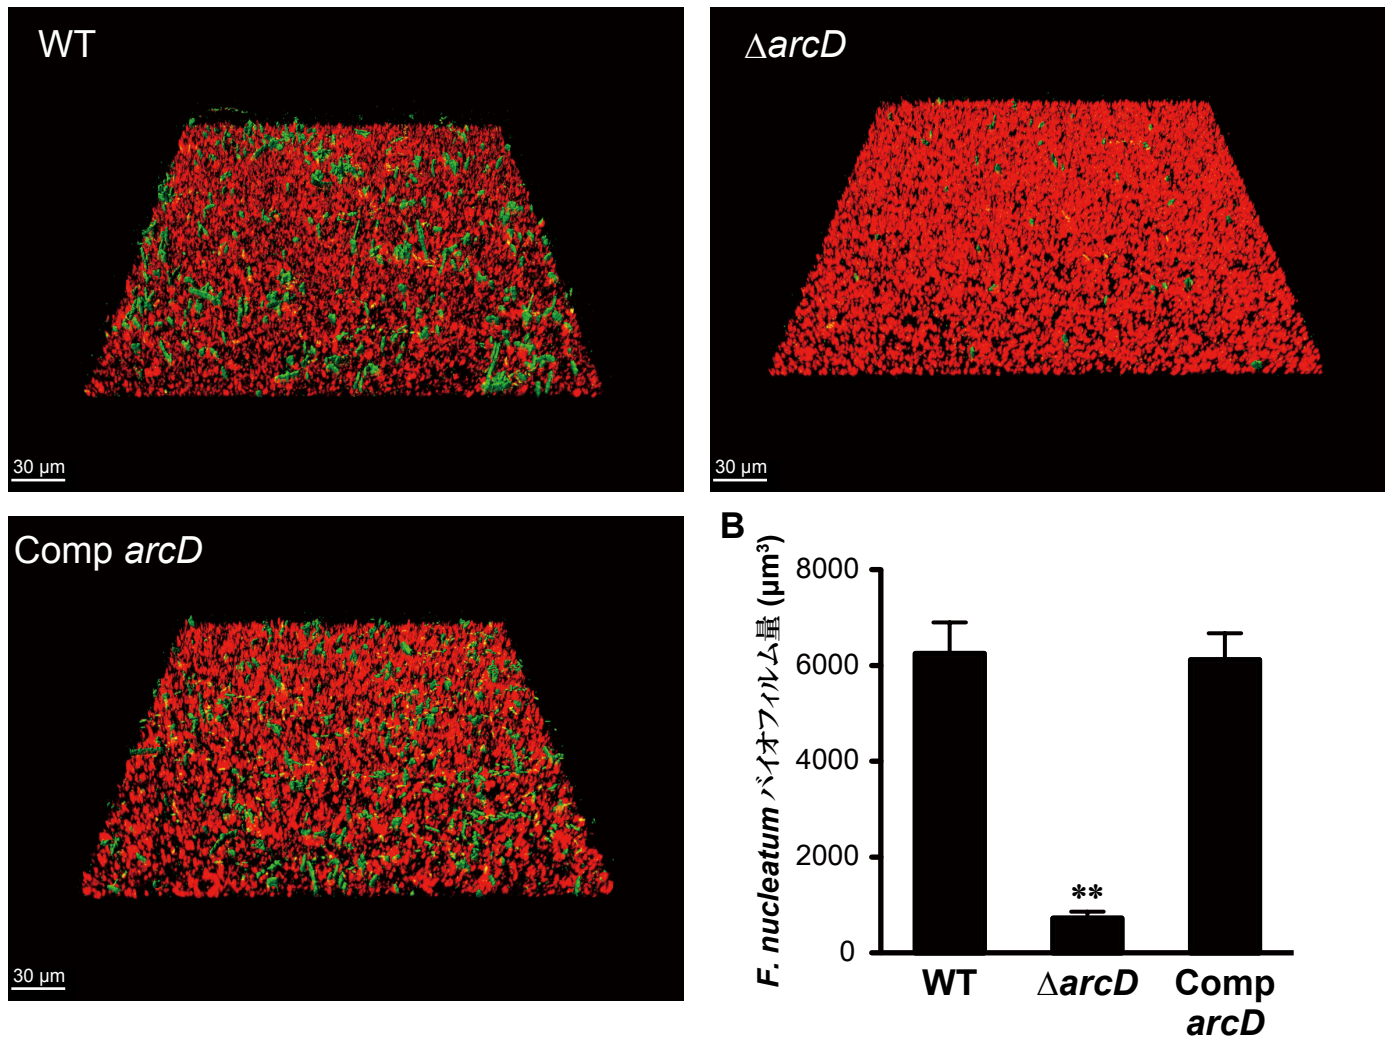 WT
ΔarcD
30 µm
30 µm
Comp arcD
30 µm
B
F. nucleatum バイオフィルム量 (µm³)
8000
6000
4000
2000
0
**
WT
ΔarcD
Comp
arcD